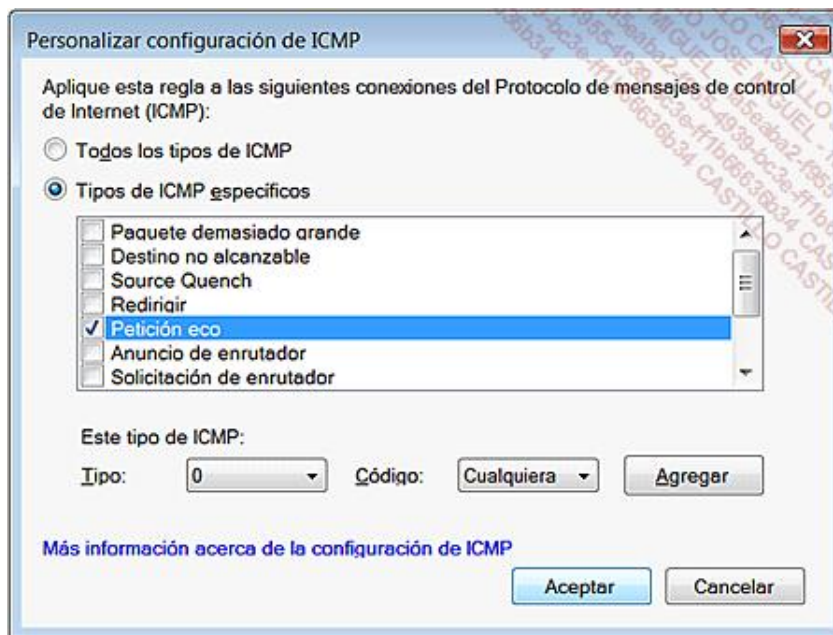 Personalizar configuración de ICMP
Aplique esta regla a las siguientes conexiones del Protocolo de mensajes de control
de Internet (ICMP):
Todos los tipos de ICMP
Tipos de ICMP específicos
Paquete demasiado grande
Destino no alcanzable
Source Quench
Redirigir
Petición eco
Anuncio de enrutador
Solicitación de enrutador
Este tipo de ICMP:
Tipo: 0 Código: Cualquiera Agregar
Más información acerca de la configuración de ICMP
Aceptar Cancelar